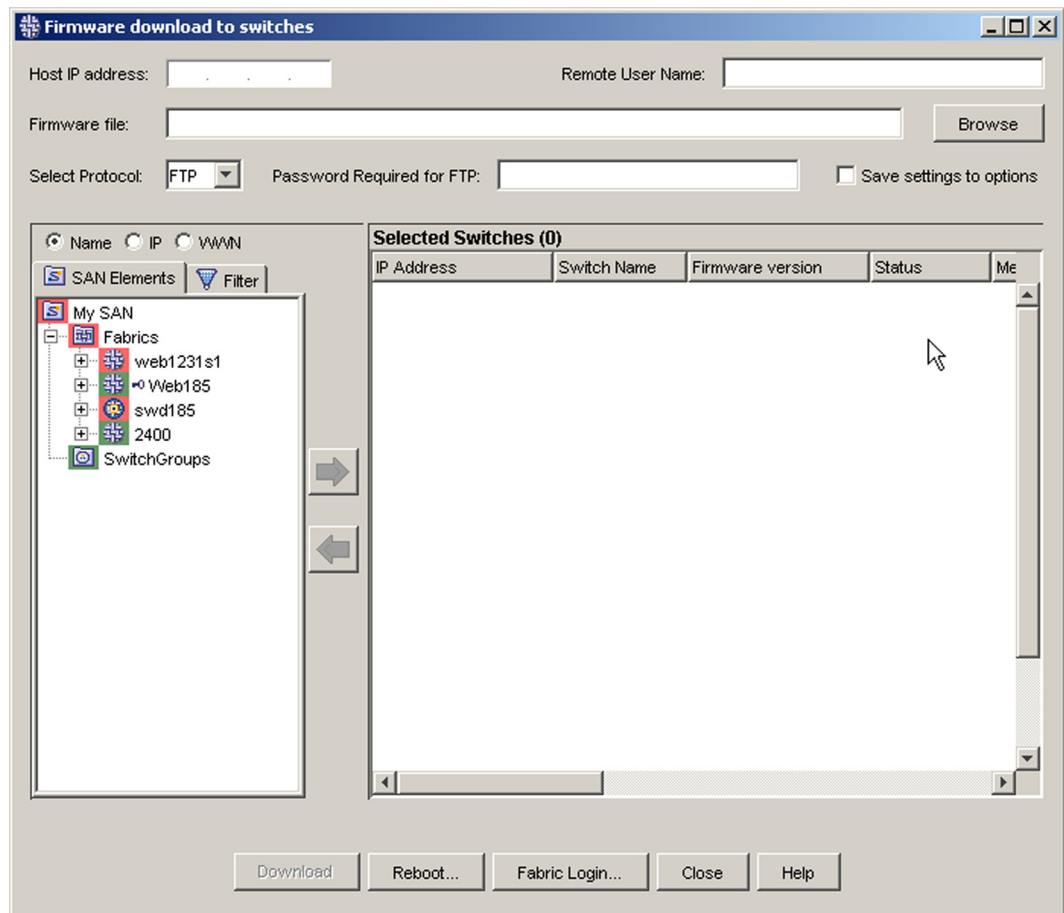 Firmware download to switches
Host IP address: . . . Remote User Name:
Firmware file: Browse
Select Protocol: FTP Password Required for FTP: Save settings to options
Name IP WWN
SAN Elements Filter
My SAN
Fabrics
web1231s1
Web185
swd185
2400
SwitchGroups
Selected Switches (0)
IP Address Switch Name Firmware version Status Me
Download Reboot... Fabric Login... Close Help